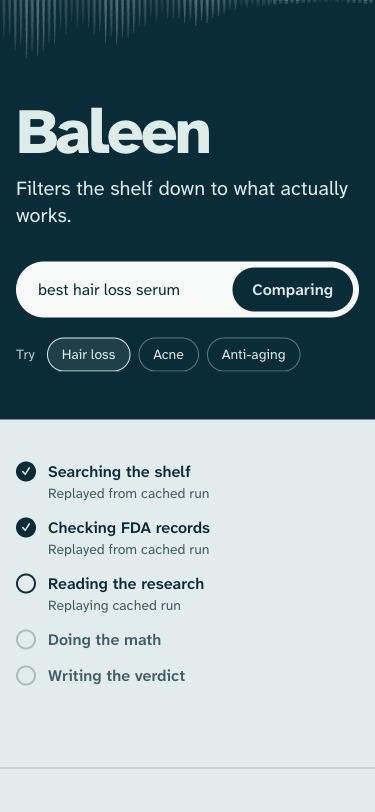 Baleen
Filters the shelf down to what actually
works.
best hair loss serum
Comparing
Try
Hair loss
Acne
Anti-aging
Searching the shelf
Replayed from cached run
Checking FDA records
Replayed from cached run
Reading the research
Replaying cached run
Doing the math
Writing the verdict